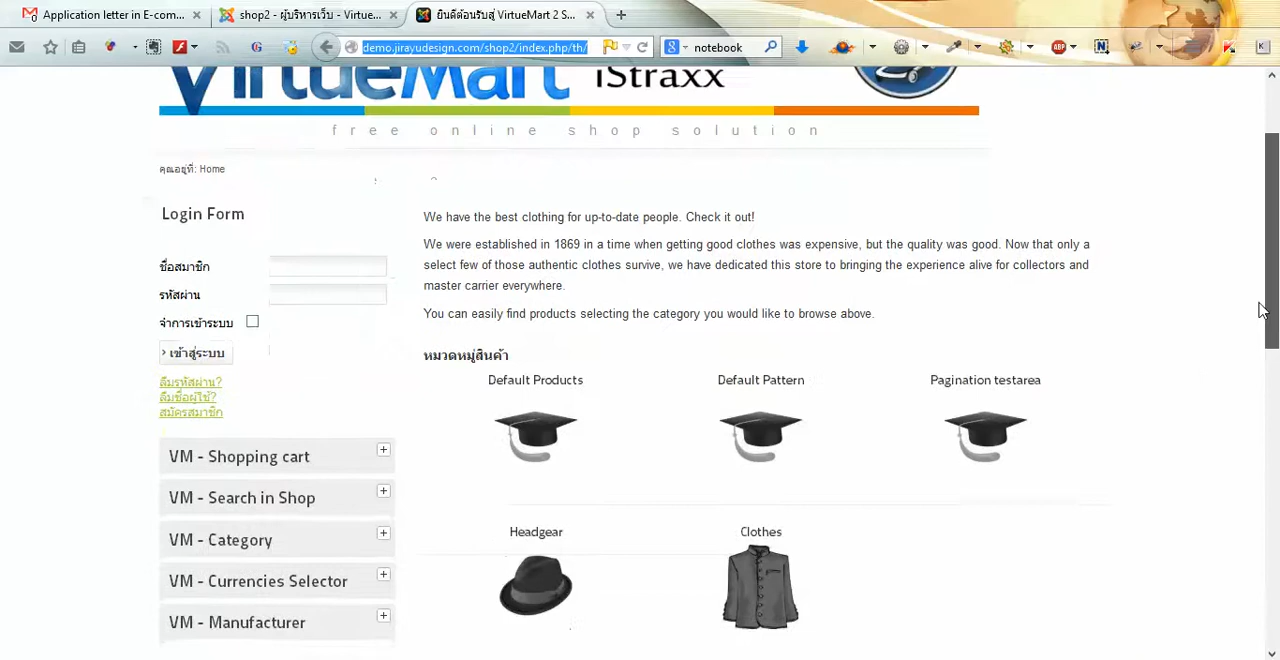 Application letter in E-com...
shop2 - ผู้บริหารเว็บ - Virtue...
ยินดีต้อนรับสู่ VirtueMart 2 S...
demo.jirayudesign.com/shop2/index.php/th/
notebook
VirtueMart
iStraxx
free online shop solution
คุณอยู่ที่: Home
Login Form
We have the best clothing for up-to-date people. Check it out!
We were established in 1869 in a time when getting good clothes was expensive, but the quality was good. Now that only a
select few of those authentic clothes survive, we have dedicated this store to bringing the experience alive for collectors and
master carrier everywhere.
You can easily find products selecting the category you would like to browse above.
ชื่อสมาชิก
รหัสผ่าน
จำการเข้าระบบ
เข้าสู่ระบบ
ลืมรหัสผ่าน?
ลืมชื่อผู้ใช้?
สมัครสมาชิก
หมวดหมู่สินค้า
Default Products
Default Pattern
Pagination testarea
VM - Shopping cart
VM - Search in Shop
VM - Category
VM - Currencies Selector
VM - Manufacturer
Headgear
Clothes